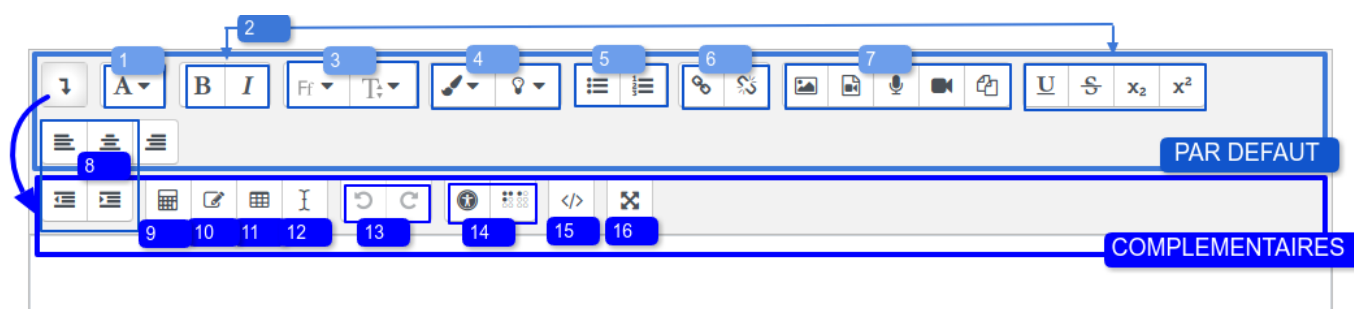 2
1 3 4 5 6 7
A B I Ff T U S x₂ x²
8 PAR DEFAUT
</>
9 10 11 12 13 14 15 16
COMPLEMENTAIRES